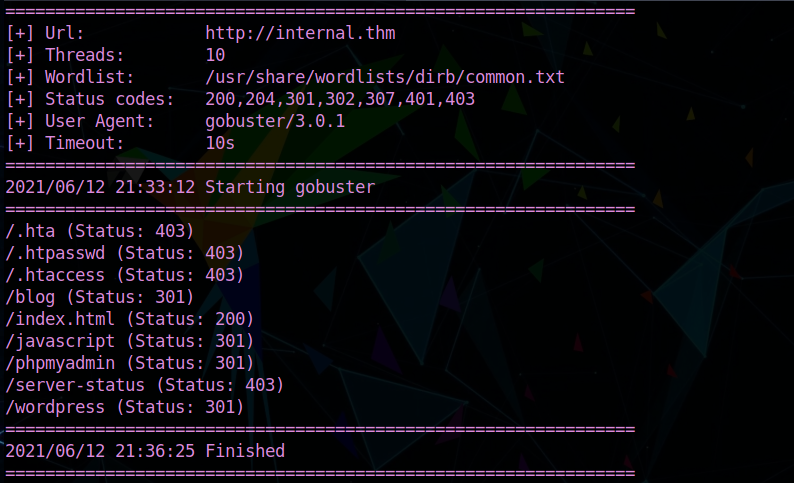 ===============================================================
[+] Url:            http://internal.thm
[+] Threads:        10
[+] Wordlist:       /usr/share/wordlists/dirb/common.txt
[+] Status codes:   200,204,301,302,307,401,403
[+] User Agent:     gobuster/3.0.1
[+] Timeout:        10s
===============================================================
2021/06/12 21:33:12 Starting gobuster
===============================================================
/.hta (Status: 403)
/.htpasswd (Status: 403)
/.htaccess (Status: 403)
/blog (Status: 301)
/index.html (Status: 200)
/javascript (Status: 301)
/phpmyadmin (Status: 301)
/server-status (Status: 403)
/wordpress (Status: 301)
===============================================================
2021/06/12 21:36:25 Finished
===============================================================